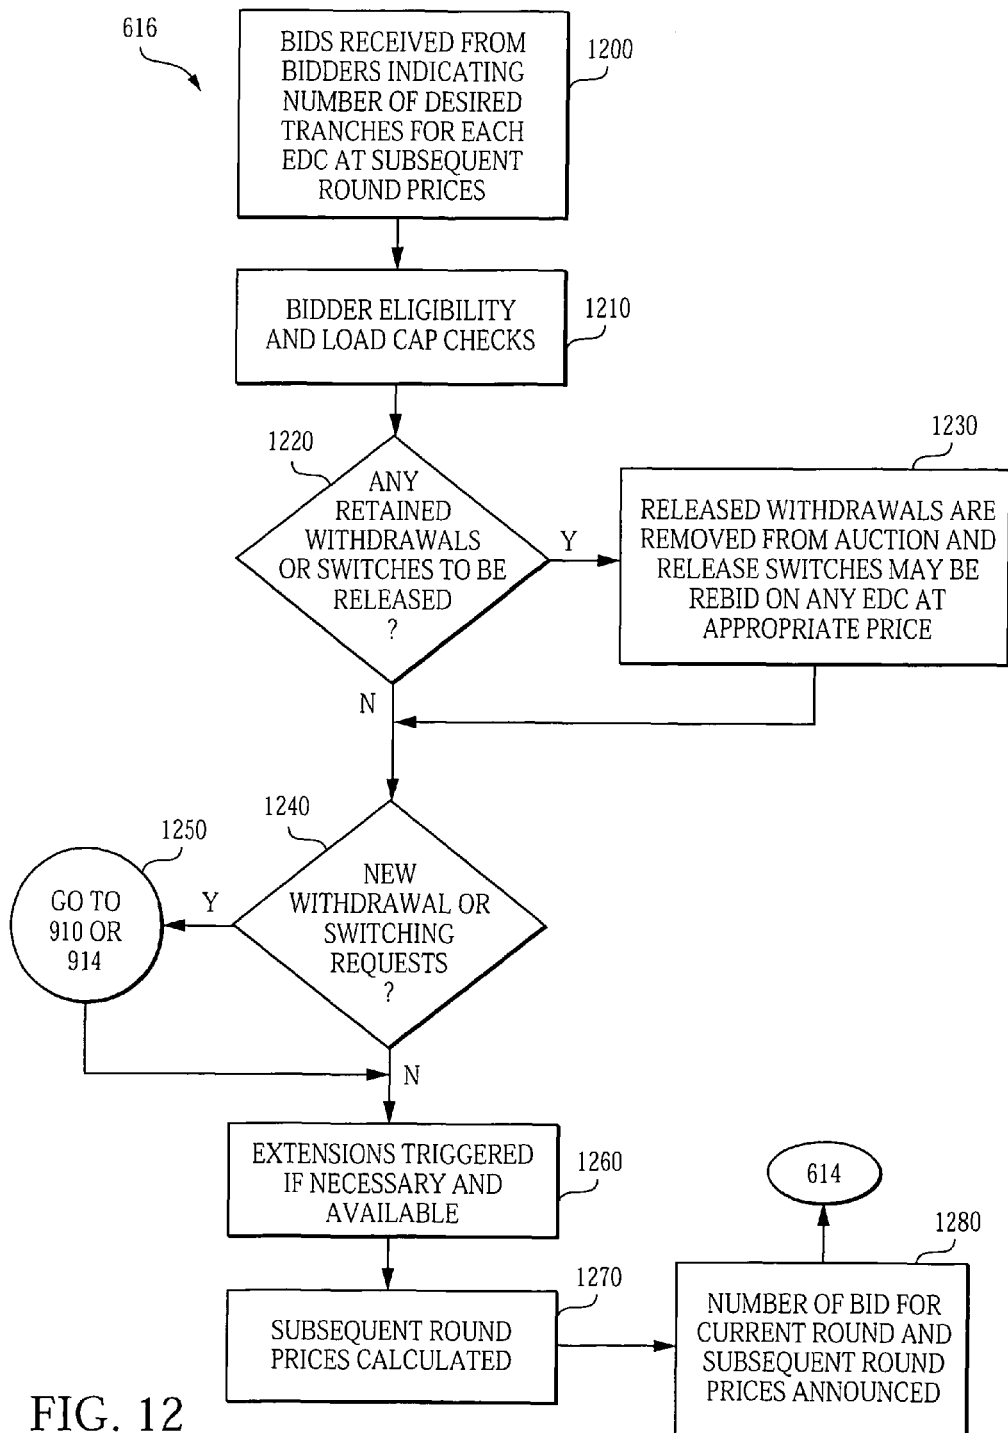 616
BIDS RECEIVED FROM
BIDDERS INDICATING
NUMBER OF DESIRED
TRANCHES FOR EACH
EDC AT SUBSEQUENT
ROUND PRICES
1200
BIDDER ELIGIBILITY
AND LOAD CAP CHECKS
1210
1220
ANY
RETAINED
WITHDRAWALS
OR SWITCHES TO BE
RELEASED
?
Y
1230
RELEASED WITHDRAWALS ARE
REMOVED FROM AUCTION AND
RELEASE SWITCHES MAY BE
REBID ON ANY EDC AT
APPROPRIATE PRICE
N
1240
NEW
WITHDRAWAL OR
SWITCHING
REQUESTS
?
Y
1250
GO TO
910 OR
914
N
EXTENSIONS TRIGGERED
IF NECESSARY AND
AVAILABLE
1260
SUBSEQUENT ROUND
PRICES CALCULATED
1270
614
1280
NUMBER OF BID FOR
CURRENT ROUND AND
SUBSEQUENT ROUND
PRICES ANNOUNCED
FIG. 12